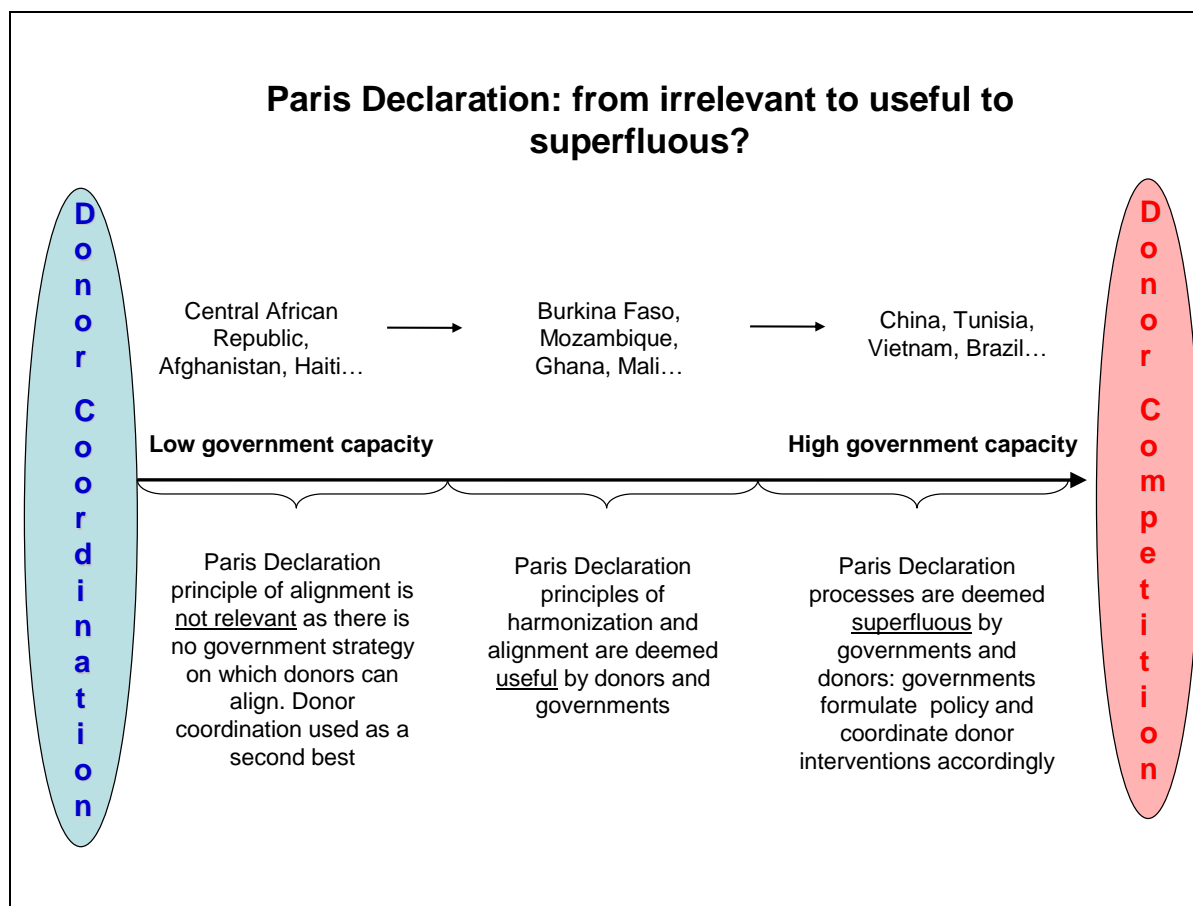 Paris Declaration: from irrelevant to useful to
superfluous?
Donor Coordination
Central African
Republic,
Afghanistan, Haiti…
Burkina Faso,
Mozambique,
Ghana, Mali…
China, Tunisia,
Vietnam, Brazil…
Low government capacity
High government capacity
Paris Declaration
principle of alignment is
not relevant as there is
no government strategy
on which donors can
align. Donor
coordination used as a
second best
Paris Declaration
principles of
harmonization and
alignment are deemed
useful by donors and
governments
Paris Declaration
processes are deemed
superfluous by
governments and
donors: governments
formulate policy and
coordinate donor
interventions accordingly
Donor Competition